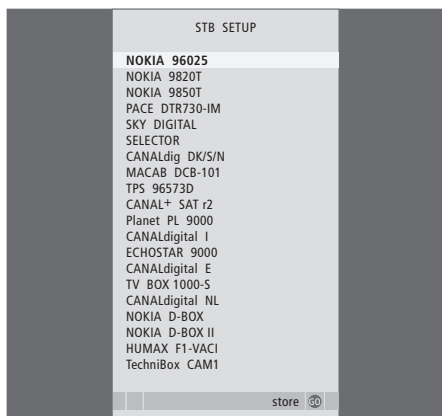 STB SETUP
NOKIA 96025
NOKIA 9820T
NOKIA 9850T
PACE DTR730-IM
SKY DIGITAL
SELECTOR
CANALdig DK/S/N
MACAB DCB-101
TPS 96573D
CANAL+ SAT r2
Planet PL 9000
CANALdigital I
ECHOSTAR 9000
CANALdigital E
TV BOX 1000-S
CANALdigital NL
NOKIA D-BOX
NOKIA D-BOX II
HUMAX F1-VACI
TechniBox CAM1
store GO